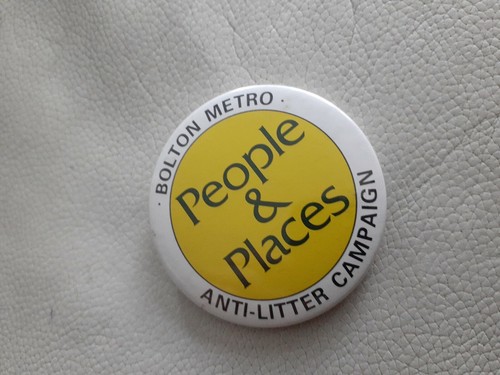 · BOLTON METRO ·
People
&
Places
ANTI-LITTER CAMPAIGN